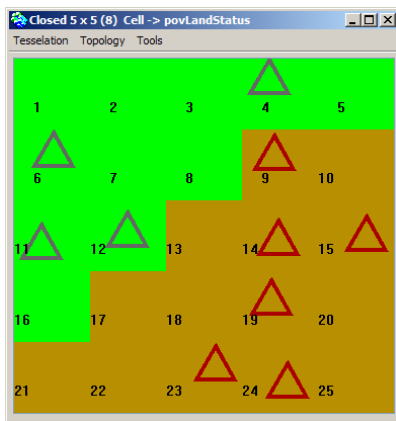 Closed 5 x 5 (8) Cell -> povLandStatus
Tesselation Topology Tools
1 2 3 4 5
6 7 8 9 10
11 12 13 14 15
16 17 18 19 20
21 22 23 24 25